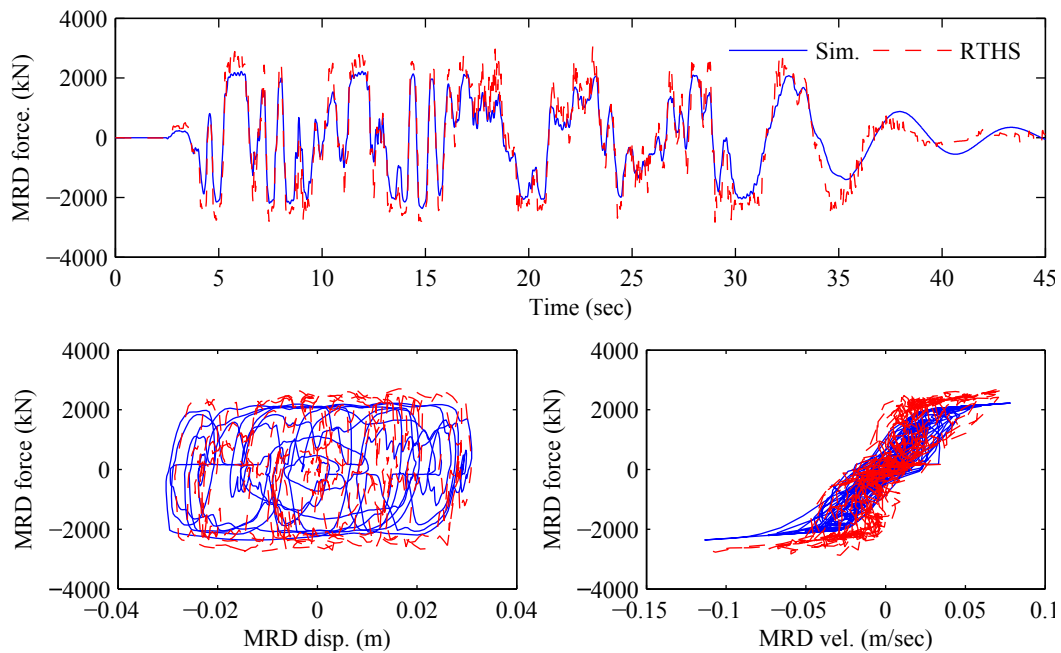 4000
2000
0
−2000
−4000
MRD force. (kN)
Sim.
RTHS
0 5 10 15 20 25 30 35 40 45
Time (sec)
4000
2000
0
−2000
−4000
MRD force (kN)
−0.04 −0.02 0 0.02 0.04
MRD disp. (m)
4000
2000
0
−2000
−4000
MRD force (kN)
−0.15 −0.1 −0.05 0 0.05 0.1
MRD vel. (m/sec)